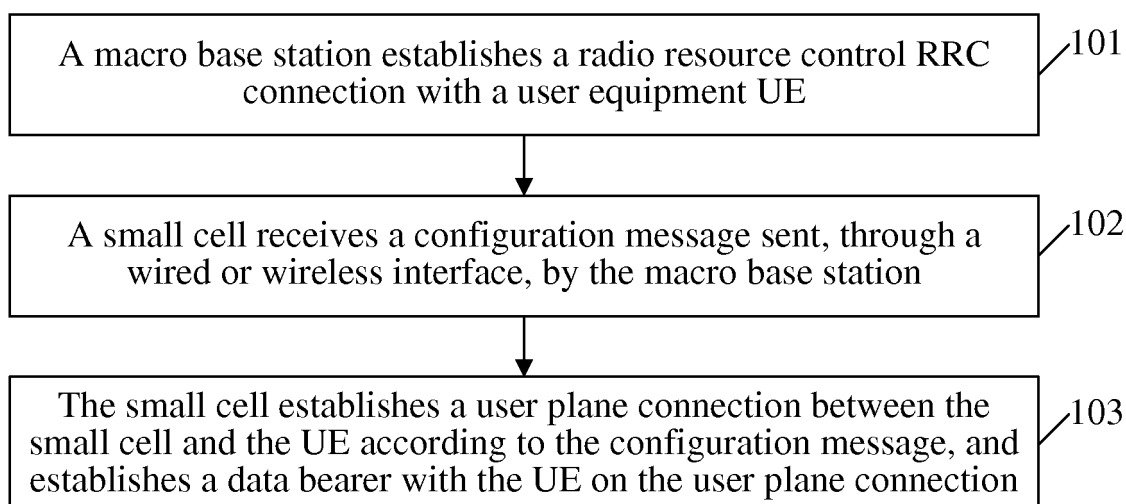 A macro base station establishes a radio resource control RRC
connection with a user equipment UE
101
A small cell receives a configuration message sent, through a
wired or wireless interface, by the macro base station
102
The small cell establishes a user plane connection between the
small cell and the UE according to the configuration message, and
establishes a data bearer with the UE on the user plane connection
103